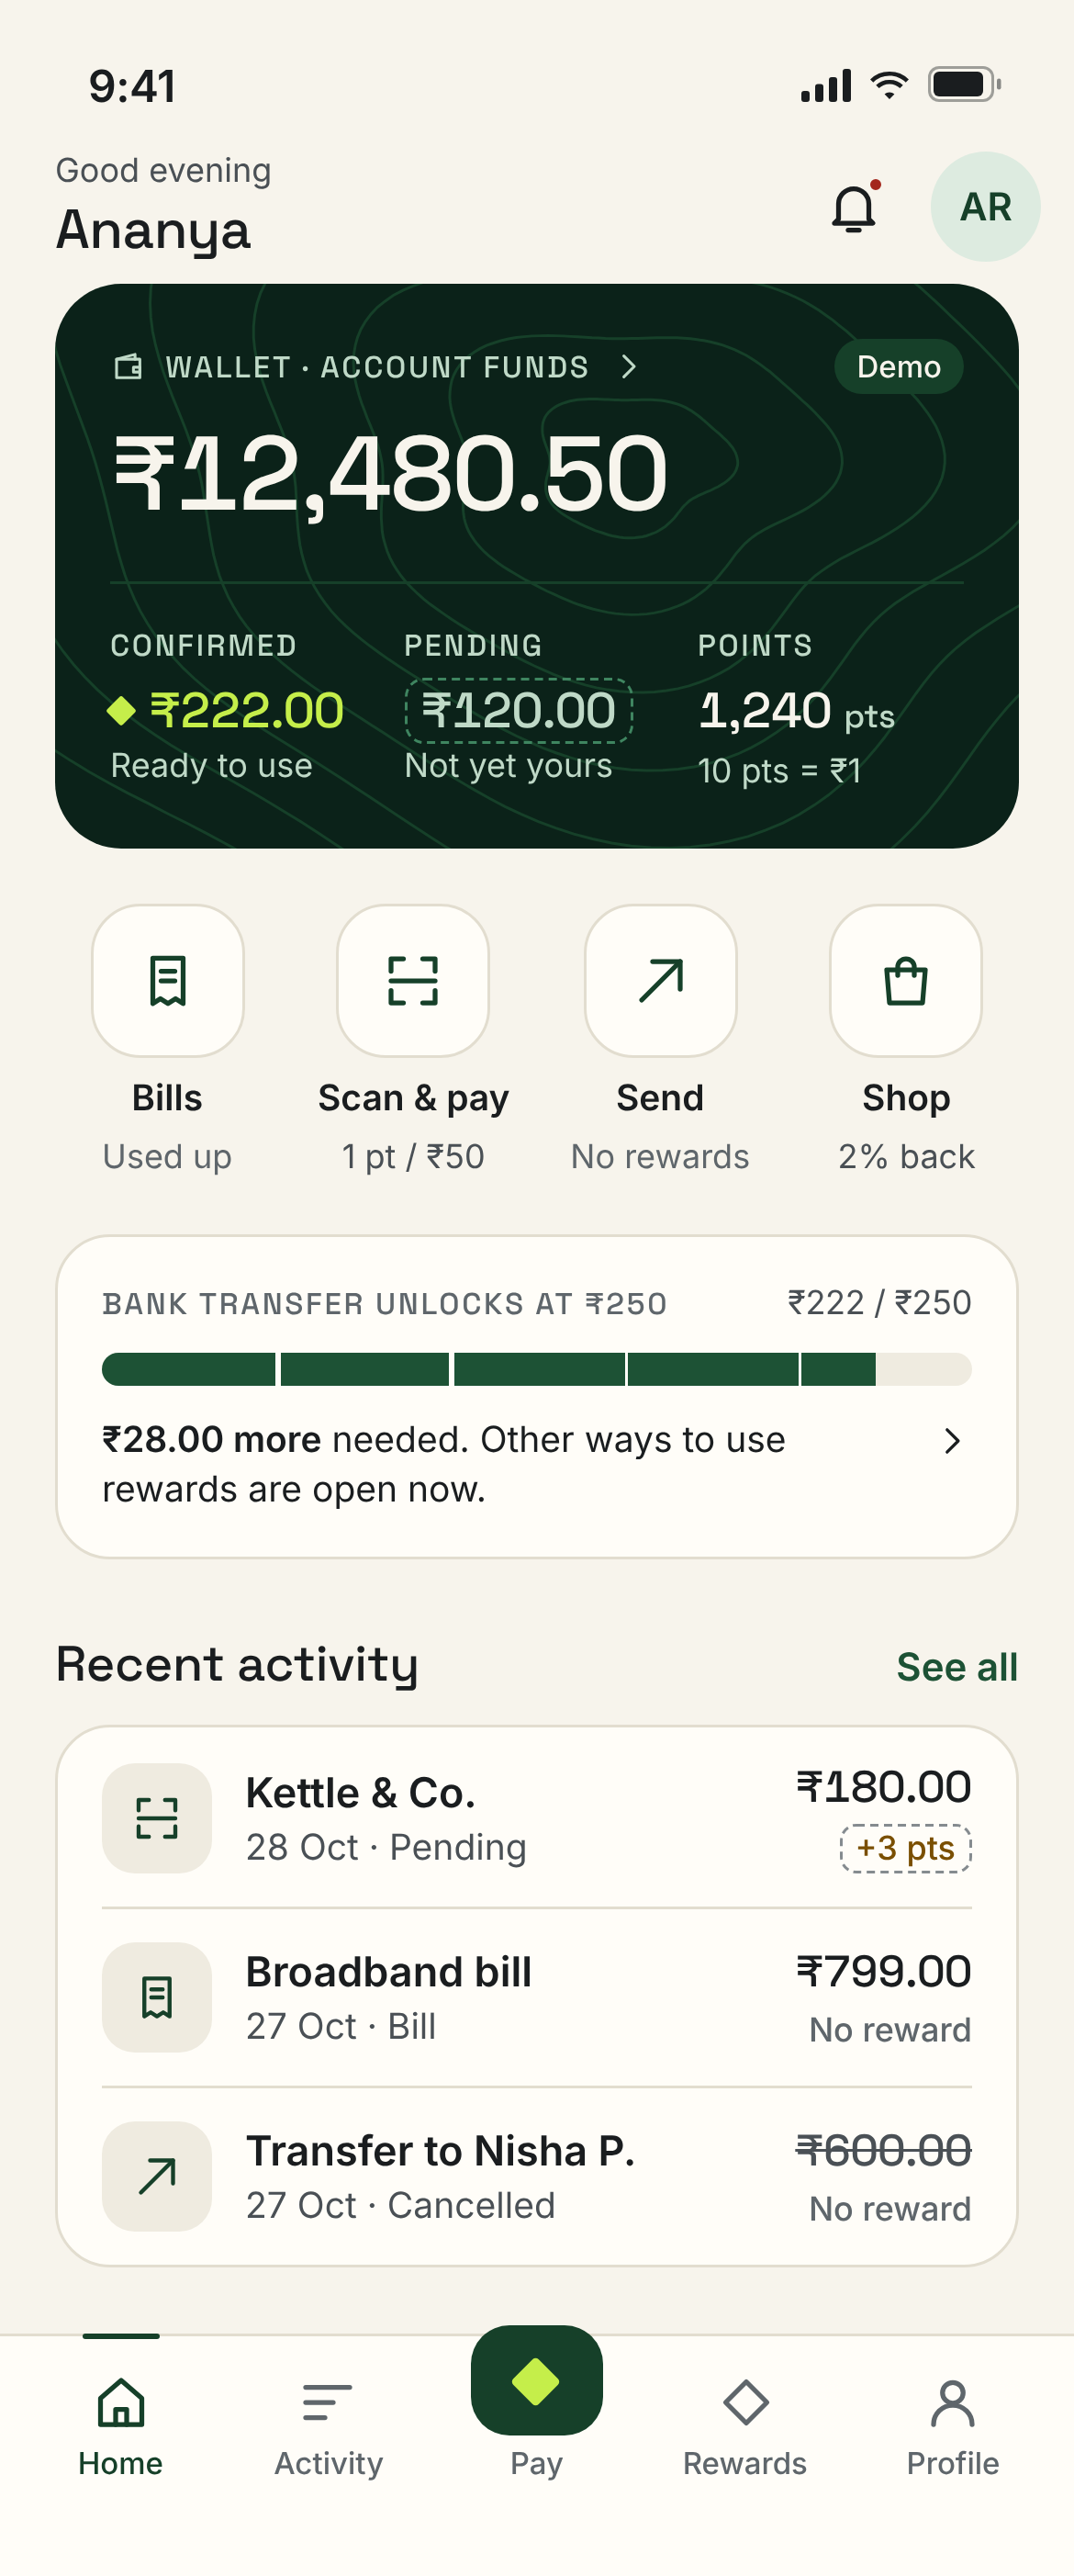 9:41
Good evening
Ananya
AR
WALLET · ACCOUNT FUNDS
Demo
₹12,480.50
CONFIRMED
PENDING
POINTS
₹222.00
₹120.00
1,240 pts
Ready to use
Not yet yours
10 pts = ₹1
Bills
Scan & pay
Send
Shop
Used up
1 pt / ₹50
No rewards
2% back
BANK TRANSFER UNLOCKS AT ₹250
₹222 / ₹250
₹28.00 more needed. Other ways to use
rewards are open now.
Recent activity
See all
Kettle & Co.
₹180.00
28 Oct · Pending
+3 pts
Broadband bill
₹799.00
27 Oct · Bill
No reward
Transfer to Nisha P.
₹600.00
27 Oct · Cancelled
No reward
Home
Activity
Pay
Rewards
Profile